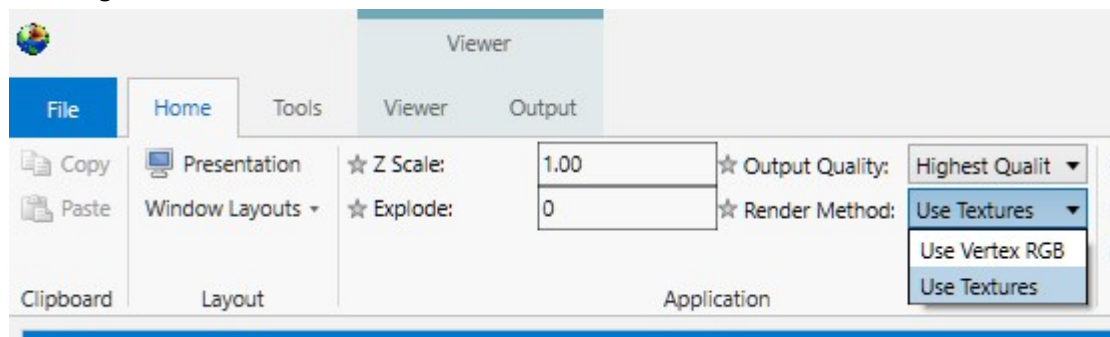 Viewer
File Home Tools Viewer Output
Copy Presentation Z Scale: 1.00 Output Quality: Highest Qualit
Paste Window Layouts Explode: 0 Render Method: Use Textures
Use Vertex RGB
Use Textures
Clipboard Layout Application